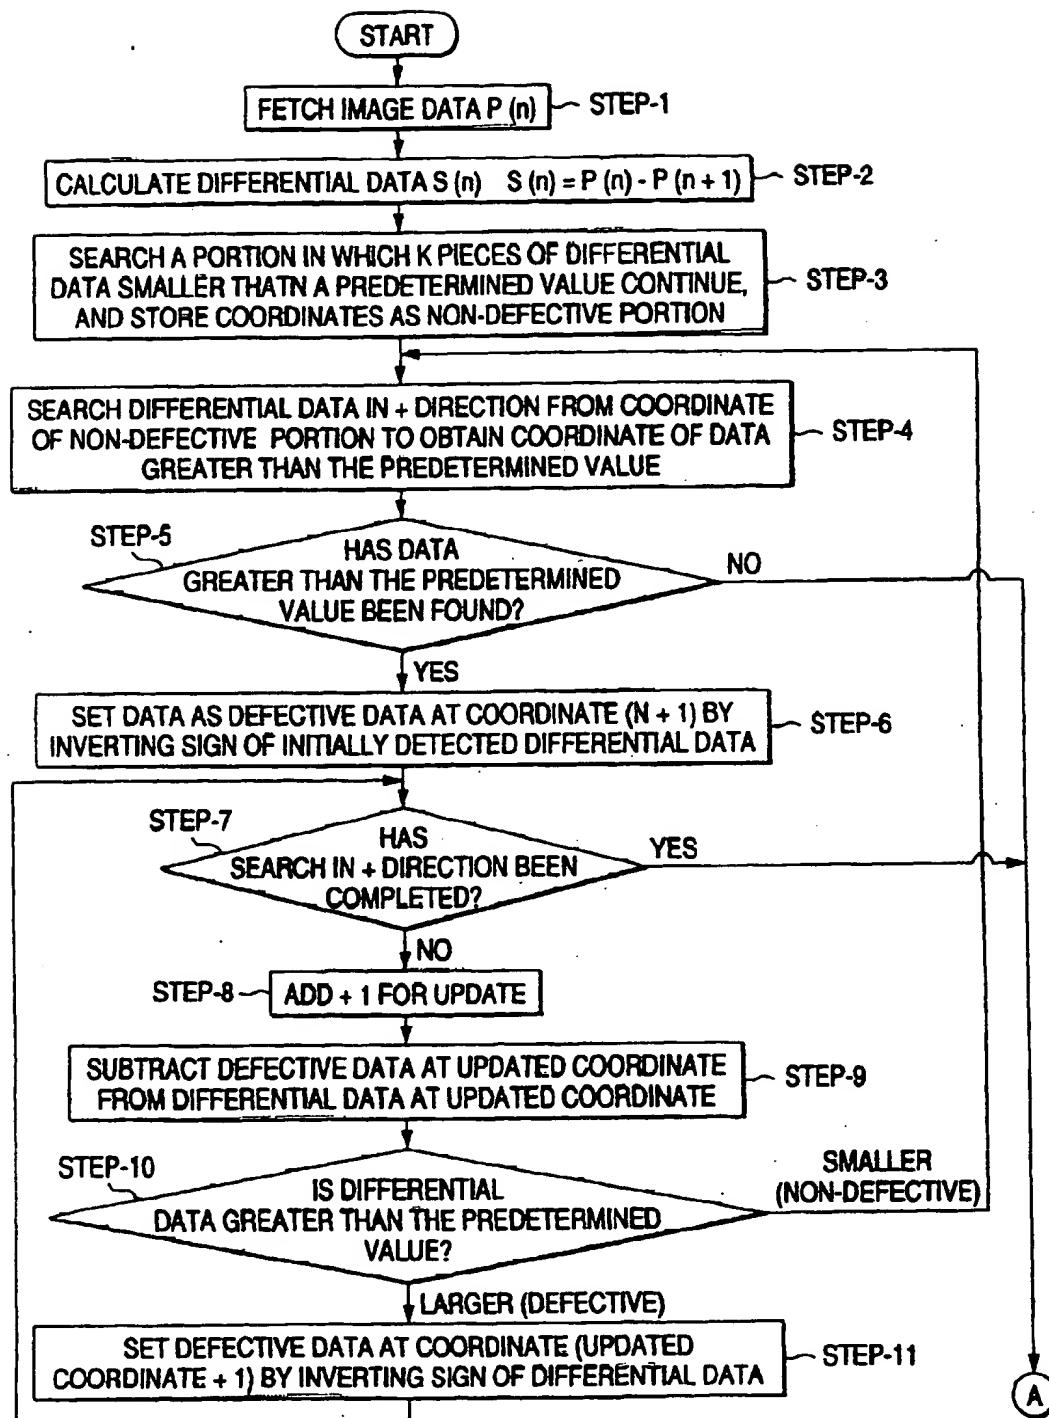 START
FETCH IMAGE DATA P (n)
STEP-1
CALCULATE DIFFERENTIAL DATA S (n) S (n) = P (n) - P (n + 1)
STEP-2
SEARCH A PORTION IN WHICH K PIECES OF DIFFERENTIAL
DATA SMALLER THATN A PREDETERMINED VALUE CONTINUE,
AND STORE COORDINATES AS NON-DEFECTIVE PORTION
STEP-3
SEARCH DIFFERENTIAL DATA IN + DIRECTION FROM COORDINATE
OF NON-DEFECTIVE PORTION TO OBTAIN COORDINATE OF DATA
GREATER THAN THE PREDETERMINED VALUE
STEP-4
STEP-5
HAS DATA
GREATER THAN THE PREDETERMINED
VALUE BEEN FOUND?
NO
YES
SET DATA AS DEFECTIVE DATA AT COORDINATE (N + 1) BY
INVERTING SIGN OF INITIALLY DETECTED DIFFERENTIAL DATA
STEP-6
STEP-7
HAS
SEARCH IN + DIRECTION BEEN
COMPLETED?
YES
NO
STEP-8
ADD + 1 FOR UPDATE
SUBTRACT DEFECTIVE DATA AT UPDATED COORDINATE
FROM DIFFERENTIAL DATA AT UPDATED COORDINATE
STEP-9
STEP-10
IS DIFFERENTIAL
DATA GREATER THAN THE PREDETERMINED
VALUE?
SMALLER
(NON-DEFECTIVE)
LARGER (DEFECTIVE)
SET DEFECTIVE DATA AT COORDINATE (UPDATED
COORDINATE + 1) BY INVERTING SIGN OF DIFFERENTIAL DATA
STEP-11
A